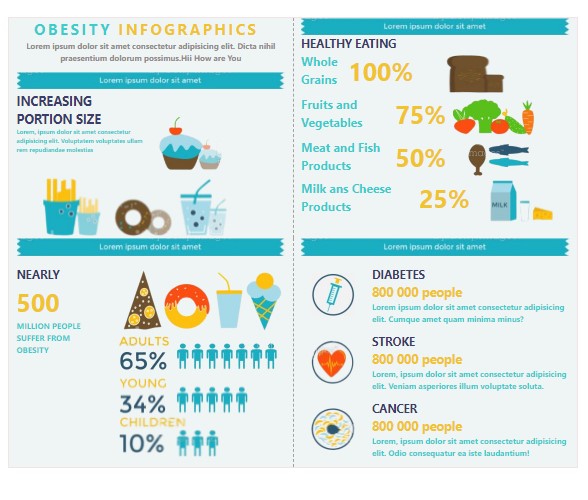 OBESITY INFOGRAPHICS
Lorem ipsum dolor sit amet consectetur adipisicing elit. Dicta nihil
praesentium dolorum possimus.Hii How are You
Lorem ipsum dolor sit amet
INCREASING
PORTION SIZE
Lorem, ipsum dolor sit amet consectetur
adipisicing elit. Voluptatem voluptates ullam
rem repudiandae molestiae
Lorem ipsum dolor sit amet
NEARLY
500
MILLION PEOPLE
SUFFER FROM
OBESITY
ADULTS
65%
YOUNG
34%
CHILDREN
10%
Lorem ipsum dolor sit amet
HEALTHY EATING
Whole
Grains 100%
Fruits and
Vegetables 75%
Meat and Fish
Products 50%
Milk ans Cheese
Products 25%
MILK
Lorem ipsum dolor sit amet
DIABETES
800 000 people
Lorem, ipsum dolor sit amet consectetur adipisicing
elit. Cumque amet quam minima minus?
STROKE
800 000 people
Lorem, ipsum dolor sit amet consectetur adipisicing
elit. Veniam asperiores illum voluptate soluta.
CANCER
800 000 people
Lorem, ipsum dolor sit amet consectetur adipisicing
elit. Odio consequatur ea iste laudantium!